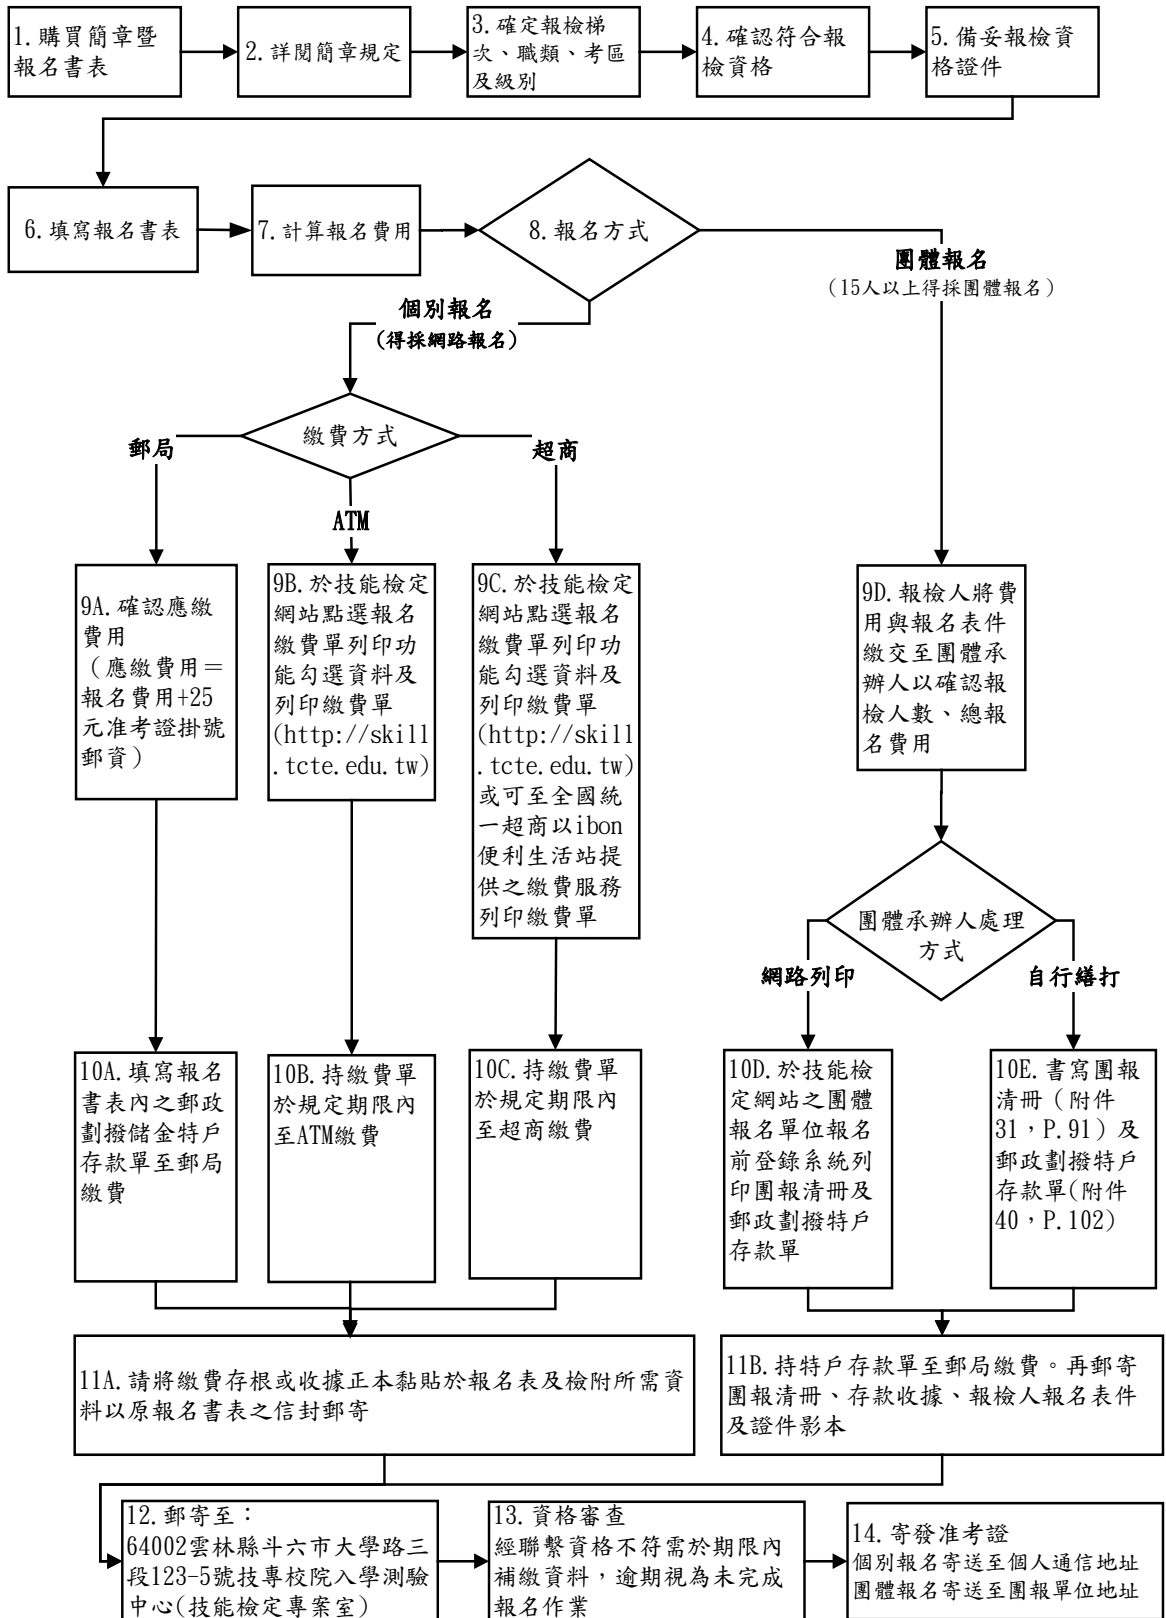 1.購買簡章暨
報名書表
2.詳閱簡章規定
3.確定報檢梯
次、職類、考區
及級別
4.確認符合報
檢資格
5.備妥報檢資
格證件
6.填寫報名書表
7.計算報名費用
8.報名方式
團體報名
（15人以上得採團體報名）
個別報名
(得採網路報名)
繳費方式
郵局
ATM
超商
9A.確認應繳
費用
（應繳費用＝
報名費用+25
元准考證掛號
郵資）
9B.於技能檢定
網站點選報名
繳費單列印功
能勾選資料及
列印繳費單
(http://skill
.tcte.edu.tw)
9C.於技能檢定
網站點選報名
繳費單列印功
能勾選資料及
列印繳費單
(http://skill
.tcte.edu.tw)
或可至全國統
一超商以ibon
便利生活站提
供之繳費服務
列印繳費單
9D.報檢人將費
用與報名表件
繳交至團體承
辦人以確認報
檢人數、總報
名費用
團體承辦人處理
方式
網路列印
自行繕打
10A.填寫報名
書表內之郵政
劃撥儲金特戶
存款單至郵局
繳費
10B.持繳費單
於規定期限內
至ATM繳費
10C.持繳費單
於規定期限內
至超商繳費
10D.於技能檢
定網站之團體
報名單位報名
前登錄系統列
印團報清冊及
郵政劃撥特戶
存款單
10E.書寫團報
清冊（附件
31，P.91）及
郵政劃撥特戶
存款單(附件
40，P.102)
11A.請將繳費存根或收據正本黏貼於報名表及檢附所需資
料以原報名書表之信封郵寄
11B.持特戶存款單至郵局繳費。再郵寄
團報清冊、存款收據、報檢人報名表件
及證件影本
12.郵寄至：
64002雲林縣斗六市大學路三
段123-5號技專校院入學測驗
中心(技能檢定專案室)
13.資格審查
經聯繫資格不符需於期限內
補繳資料，逾期視為未完成
報名作業
14.寄發准考證
個別報名寄送至個人通信地址
團體報名寄送至團報單位地址